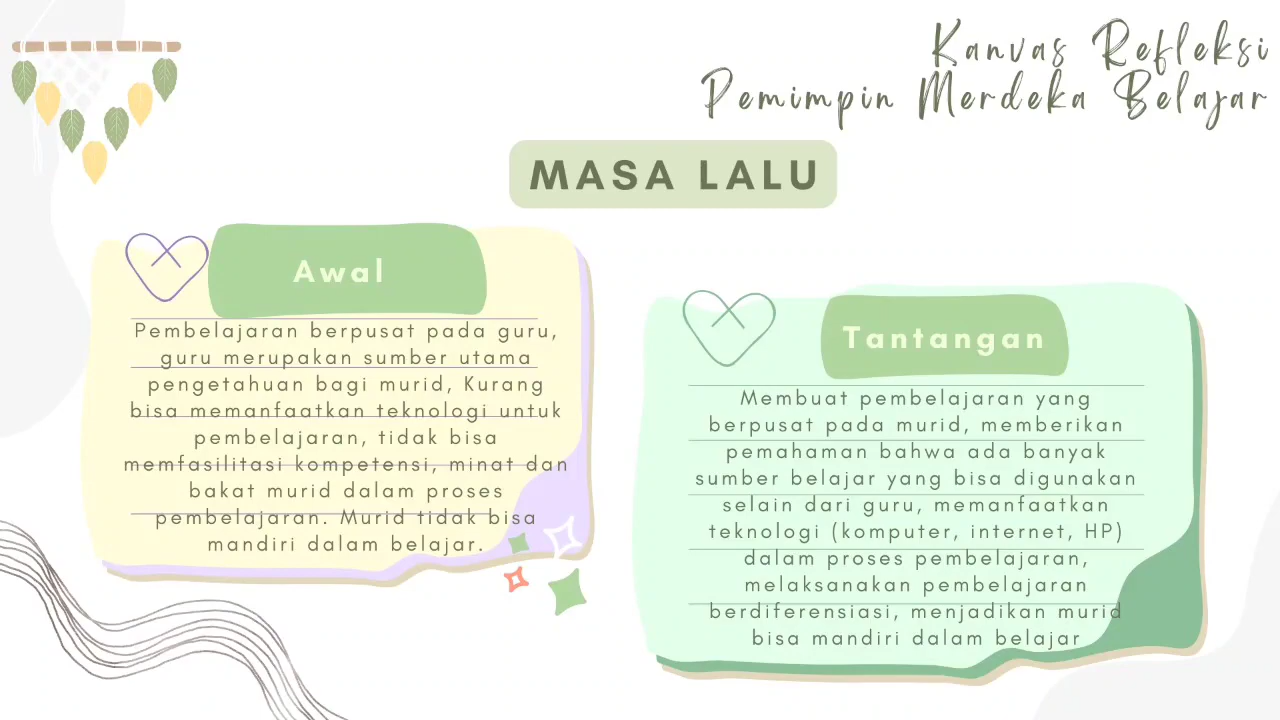 Kanvas Refleksi
Pemimpin Merdeka Belajar
MASA LALU
Awal
Pembelajaran berpusat pada guru,
guru merupakan sumber utama
pengetahuan bagi murid, Kurang
bisa memanfaatkan teknologi untuk
pembelajaran, tidak bisa
memfasilitasi kompetensi, minat dan
bakat murid dalam proses
pembelajaran. Murid tidak bisa
mandiri dalam belajar.
Tantangan
Membuat pembelajaran yang
berpusat pada murid, memberikan
pemahaman bahwa ada banyak
sumber belajar yang bisa digunakan
selain dari guru, memanfaatkan
teknologi (komputer, internet, HP)
dalam proses pembelajaran,
melaksanakan pembelajaran
berdiferensiasi, menjadikan murid
bisa mandiri dalam belajar